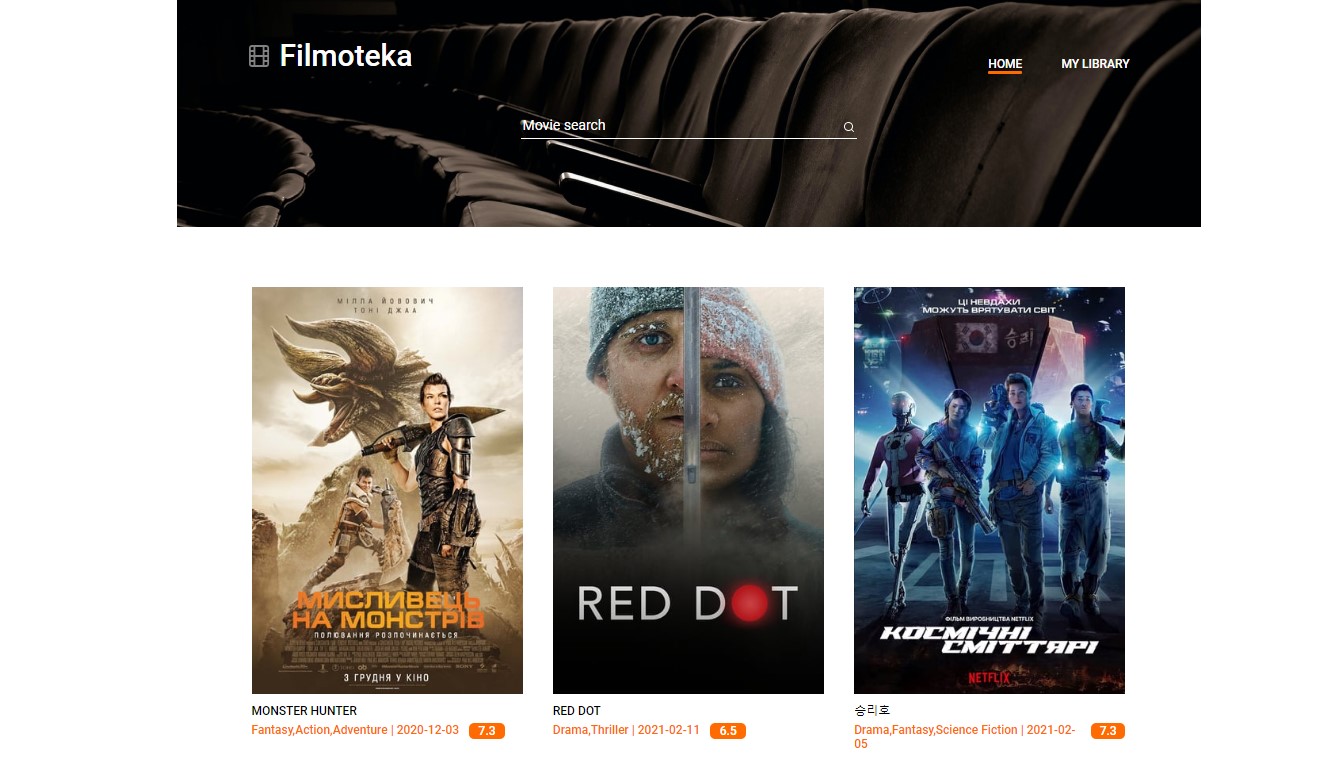 Filmoteka
HOME
MY LIBRARY
Movie search
МІЛЛА ЙОВОВИЧ
ТОНІ ДЖАА
МИСЛИВЕЦЬ
НА МОНСТРІВ
ПОЛЮВАННЯ РОЗПОЧИНАЄТЬСЯ
З ГРУДНЯ У КІНО
MONSTER HUNTER
Fantasy,Action,Adventure | 2020-12-03
7.3
RED DOT
RED DOT
Drama,Thriller | 2021-02-11
6.5
ЦІ НЕВДАХИ
МОЖУТЬ ВРЯТУВАТИ СВІТ
승리
ФІЛЬМ ВИРОБНИЦТВА NETFLIX
КОСМІЧНІ
СМІТТЯРІ
NETFLIX
승리호
Drama,Fantasy,Science Fiction | 2021-02-
05
7.3